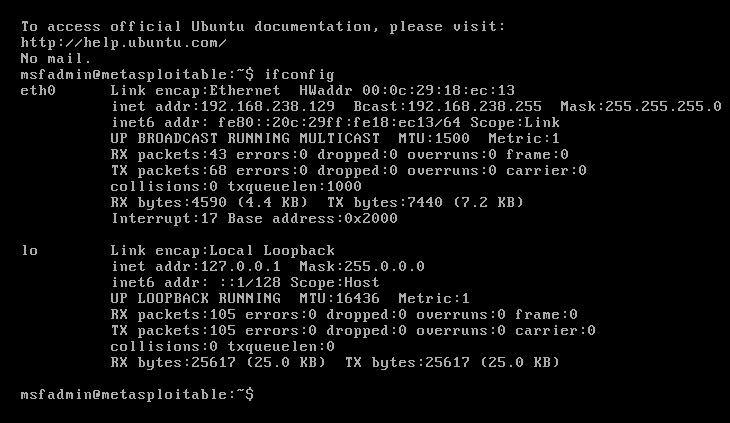 To access official Ubuntu documentation, please visit:
http://help.ubuntu.com/
No mail.
msfadmin@metasploitable:~$ ifconfig
eth0      Link encap:Ethernet  HWaddr 00:0c:29:18:ec:13
          inet addr:192.168.238.129  Bcast:192.168.238.255  Mask:255.255.255.0
          inet6 addr: fe80::20c:29ff:fe18:ec13/64 Scope:Link
          UP BROADCAST RUNNING MULTICAST  MTU:1500  Metric:1
          RX packets:43 errors:0 dropped:0 overruns:0 frame:0
          TX packets:68 errors:0 dropped:0 overruns:0 carrier:0
          collisions:0 txqueuelen:1000
          RX bytes:4590 (4.4 KB)  TX bytes:7440 (7.2 KB)
          Interrupt:17 Base address:0x2000

lo        Link encap:Local Loopback
          inet addr:127.0.0.1  Mask:255.0.0.0
          inet6 addr: ::1/128 Scope:Host
          UP LOOPBACK RUNNING  MTU:16436  Metric:1
          RX packets:105 errors:0 dropped:0 overruns:0 frame:0
          TX packets:105 errors:0 dropped:0 overruns:0 carrier:0
          collisions:0 txqueuelen:0
          RX bytes:25617 (25.0 KB)  TX bytes:25617 (25.0 KB)

msfadmin@metasploitable:~$